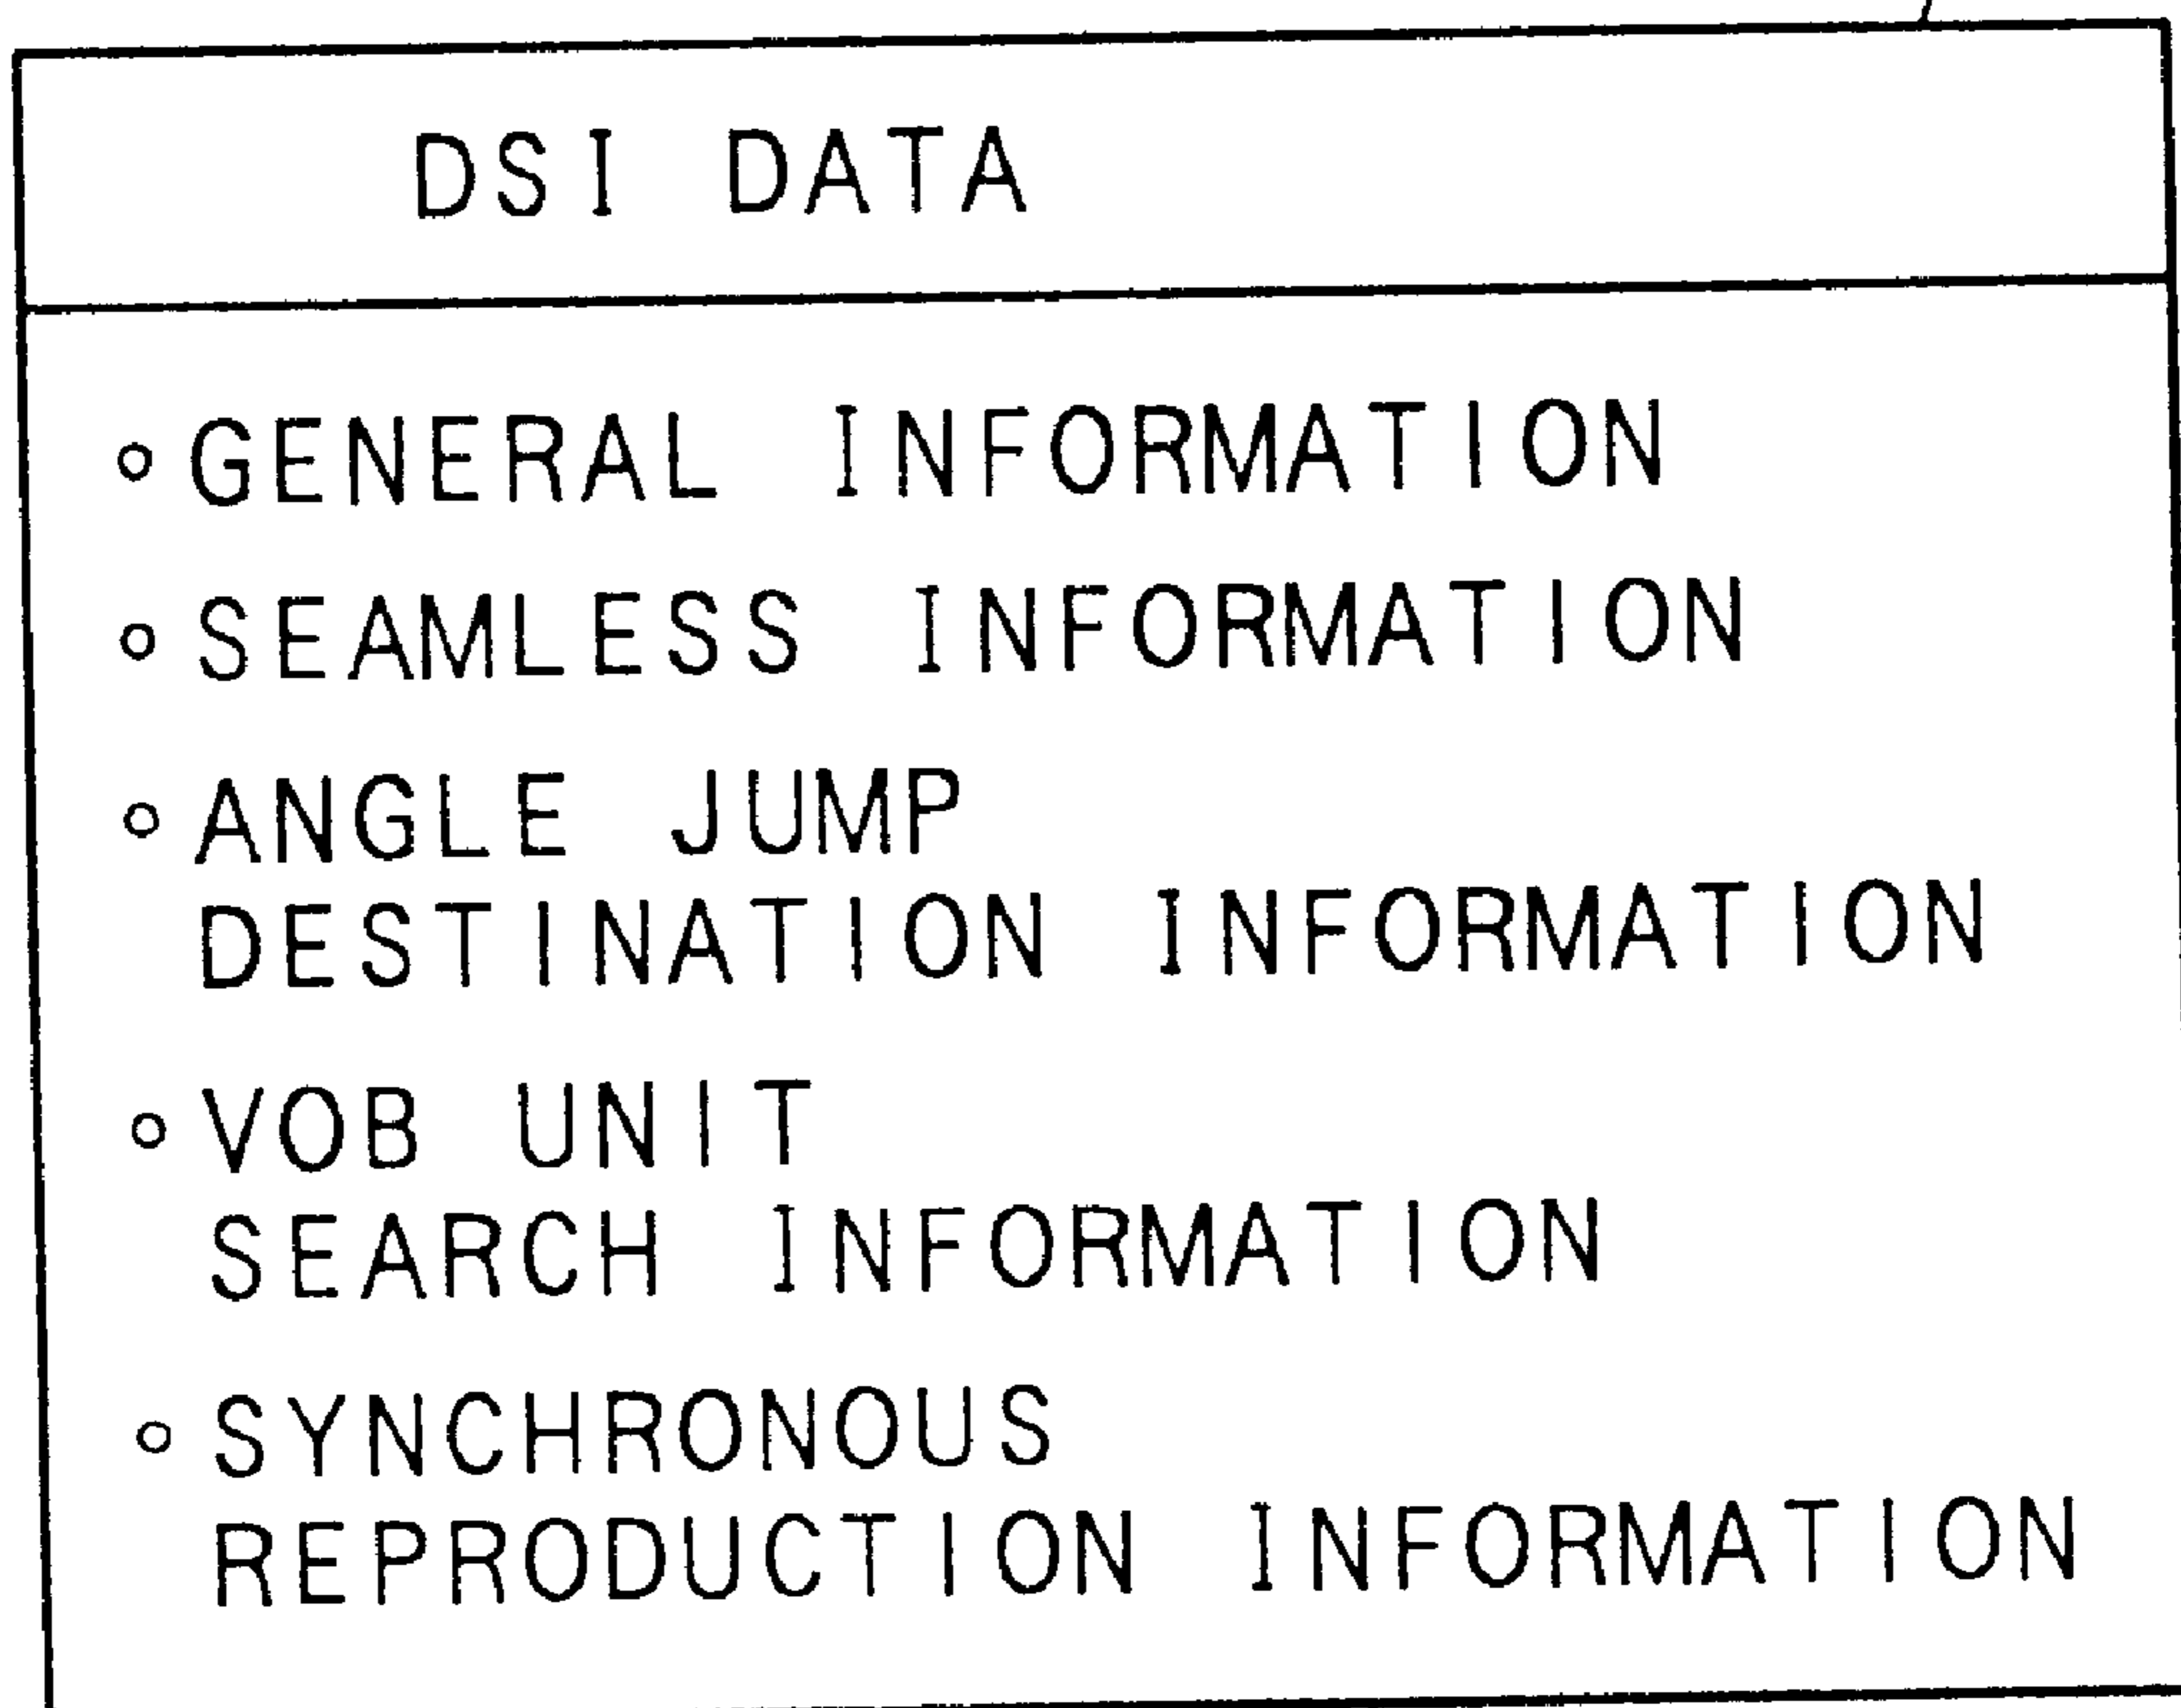 DSI DATA
∘GENERAL INFORMATION
∘SEAMLESS INFORMATION
∘ANGLE JUMP
DESTINATION INFORMATION
∘VOB UNIT
SEARCH INFORMATION
∘SYNCHRONOUS
REPRODUCTION INFORMATION